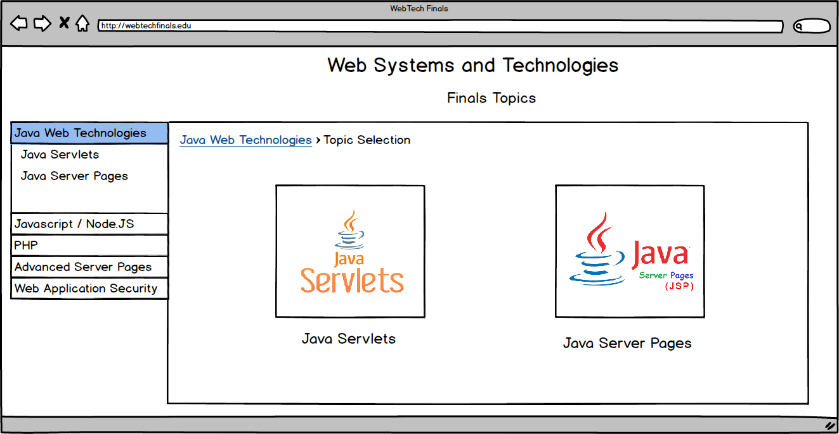 WebTech Finals
http://webtechfinals.edu
Web Systems and Technologies
Finals Topics
Java Web Technologies
Java Servlets
Java Server Pages
Javascript / Node.JS
PHP
Advanced Server Pages
Web Application Security
Java Web Technologies > Topic Selection
Java
Servlets
Java Servlets
Java
Server Pages
(JSP)
Java Server Pages